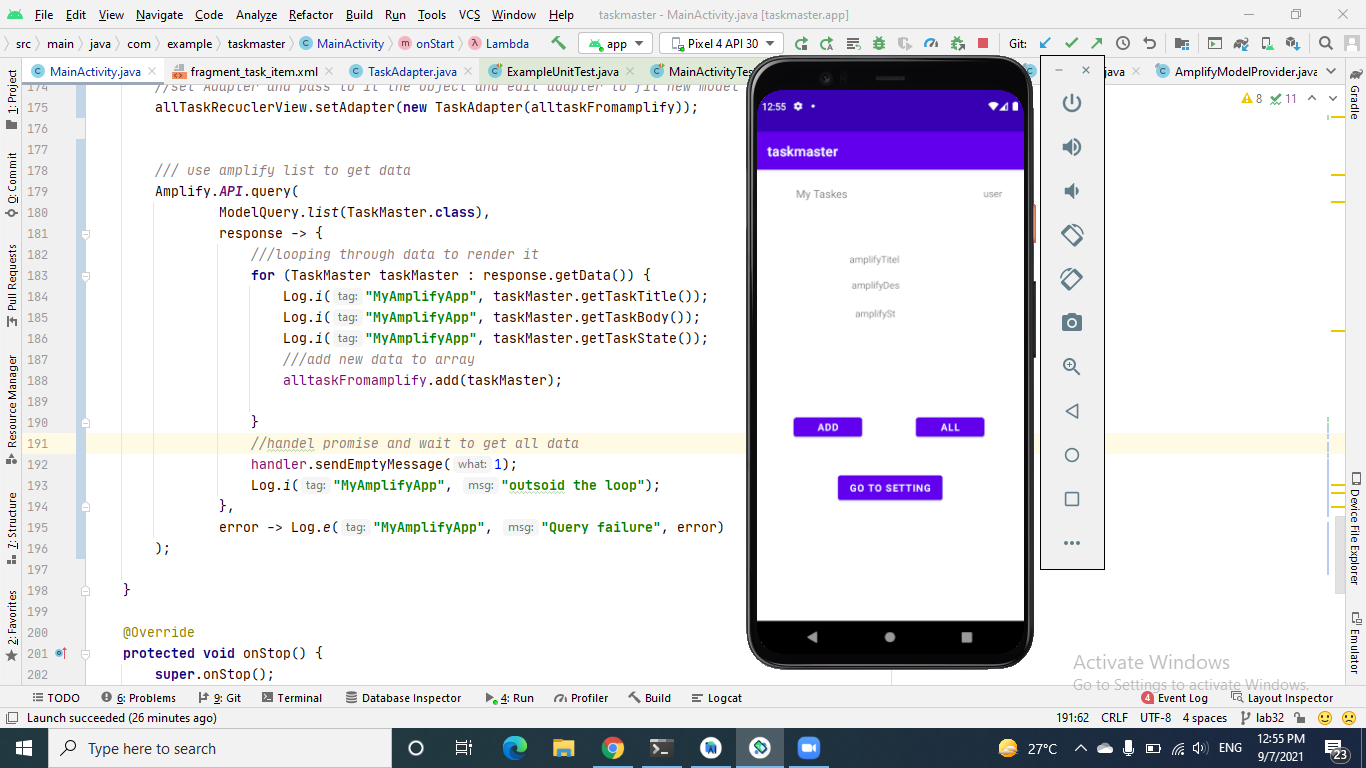 File Edit View Navigate Code Analyze Refactor Build Run Tools VCS Window Help taskmaster - MainActivity.java [taskmaster.app]
src main java com example taskmaster MainActivity onStart Lambda app Pixel 4 API 30 Git:
MainActivity.java fragment_task_item.xml TaskAdapter.java ExampleUnitTest.java MainActivityTes java AmplifyModelProvider.java
1: Project
0: Commit
Pull Requests
Resource Manager
7: Structure
2: Favorites
174 //set Adapter and pass to it the object and edit adapter to fit new model
175 allTaskRecuclerView.setAdapter(new TaskAdapter(alltaskFromamplify));
176
177
178 /// use amplify list to get data
179 Amplify.API.query(
180 ModelQuery.list(TaskMaster.class),
181 response -> {
182 ///looping through data to render it
183 for (TaskMaster taskMaster : response.getData()) {
184 Log.i( tag: "MyAmplifyApp", taskMaster.getTaskTitle());
185 Log.i( tag: "MyAmplifyApp", taskMaster.getTaskBody());
186 Log.i( tag: "MyAmplifyApp", taskMaster.getTaskState());
187 ///add new data to array
188 alltaskFromamplify.add(taskMaster);
189
190 }
191 //handel promise and wait to get all data
192 handler.sendEmptyMessage( what: 1);
193 Log.i( tag: "MyAmplifyApp", msg: "outsoid the loop");
194 },
195 error -> Log.e( tag: "MyAmplifyApp", msg: "Query failure", error)
196 );
197
198 }
199
200 @Override
201 protected void onStop() {
202 super.onStop();
8 11
12:55
taskmaster
My Taskes user
amplifyTitel
amplifyDes
amplifySt
ADD ALL
GO TO SETTING
Gradle
Device File Explorer
Emulator
Activate Windows
Go to Settings to activate Windows.
TODO 6: Problems 9: Git Terminal Database Inspector 4: Run Profiler Build Logcat 4 Event Log Layout Inspector
Launch succeeded (26 minutes ago) 191:62 CRLF UTF-8 4 spaces lab32
Type here to search 27°C ENG 12:55 PM
9/7/2021 23